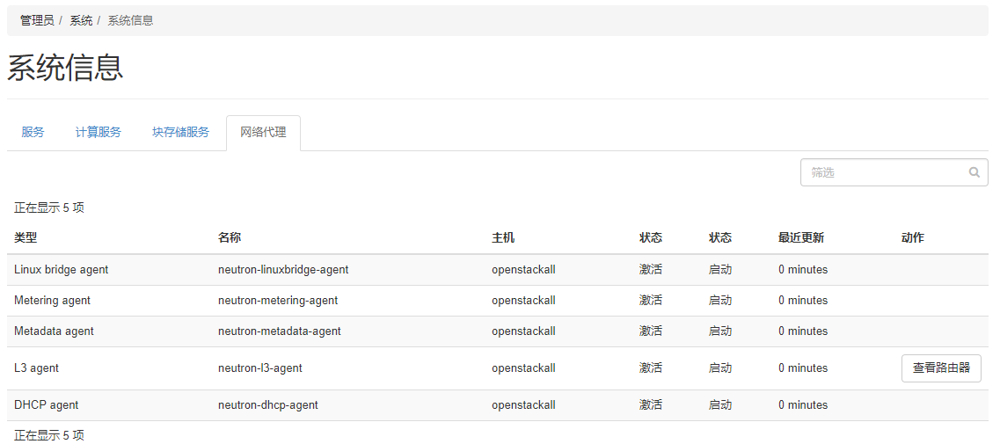 管理员 / 系统 / 系统信息
系统信息
服务 计算服务 块存储服务 网络代理
筛选
正在显示 5 项
类型 名称 主机 状态 状态 最近更新 动作
Linux bridge agent neutron-linuxbridge-agent openstackall 激活 启动 0 minutes
Metering agent neutron-metering-agent openstackall 激活 启动 0 minutes
Metadata agent neutron-metadata-agent openstackall 激活 启动 0 minutes
L3 agent neutron-l3-agent openstackall 激活 启动 0 minutes 查看路由器
DHCP agent neutron-dhcp-agent openstackall 激活 启动 0 minutes
正在显示 5 项